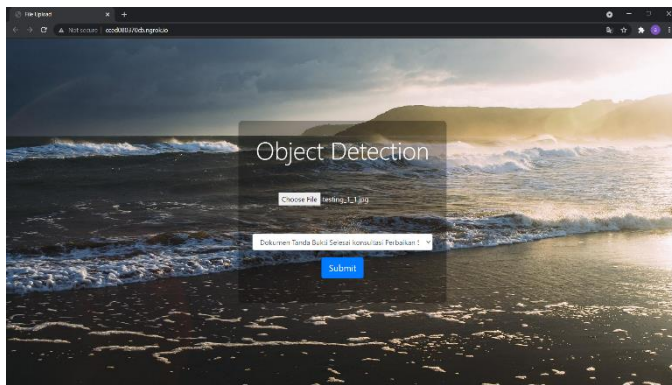 File Upload
Not secure
Object Detection
Choose File testing_1_1.jpg
Dokumen Tanda Bukti Selesai konsultasi Perbaikan S
Submit